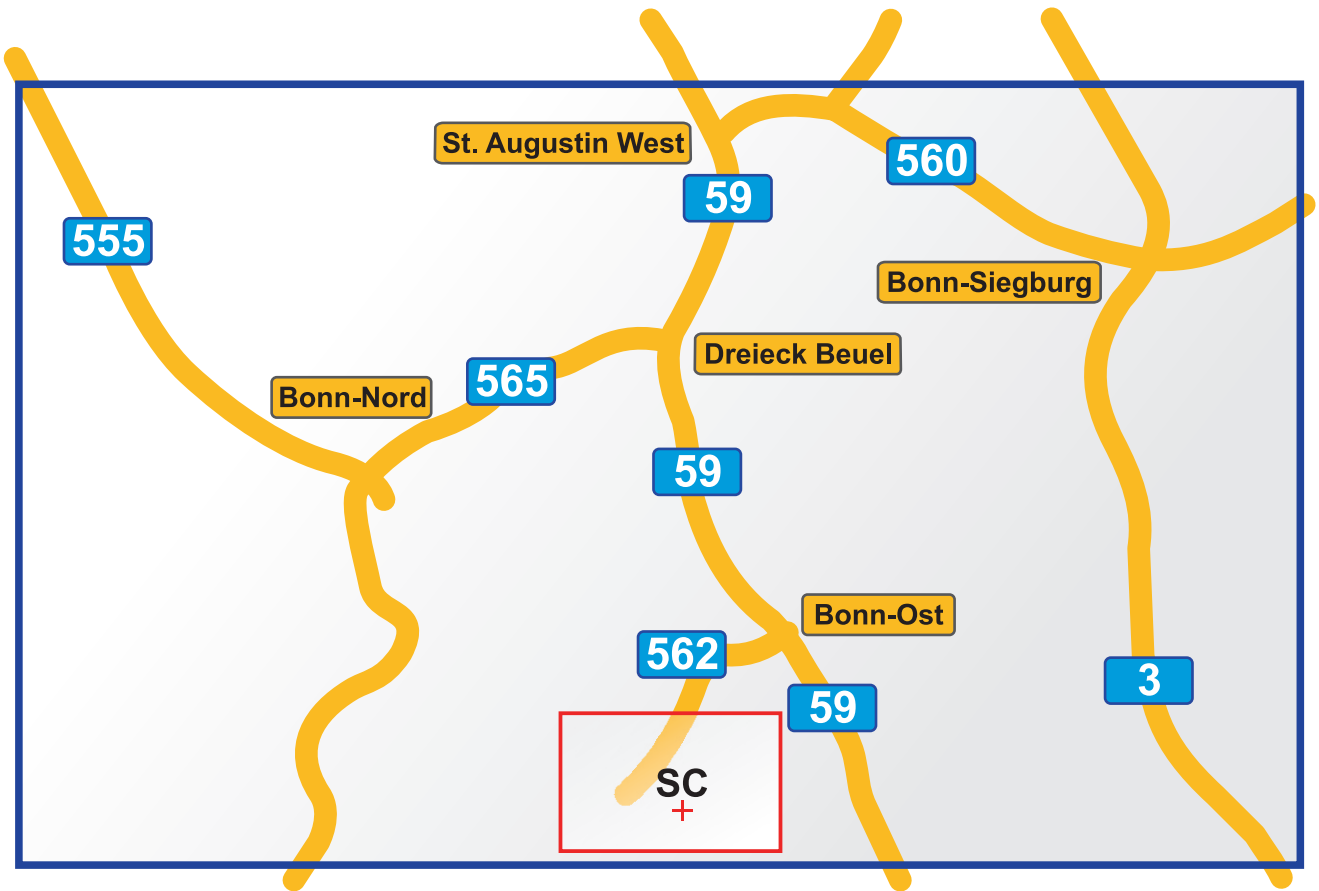 St. Augustin West
560
59
555
Bonn-Siegburg
Dreieck Beuel
565
Bonn-Nord
59
Bonn-Ost
562
3
59
SC